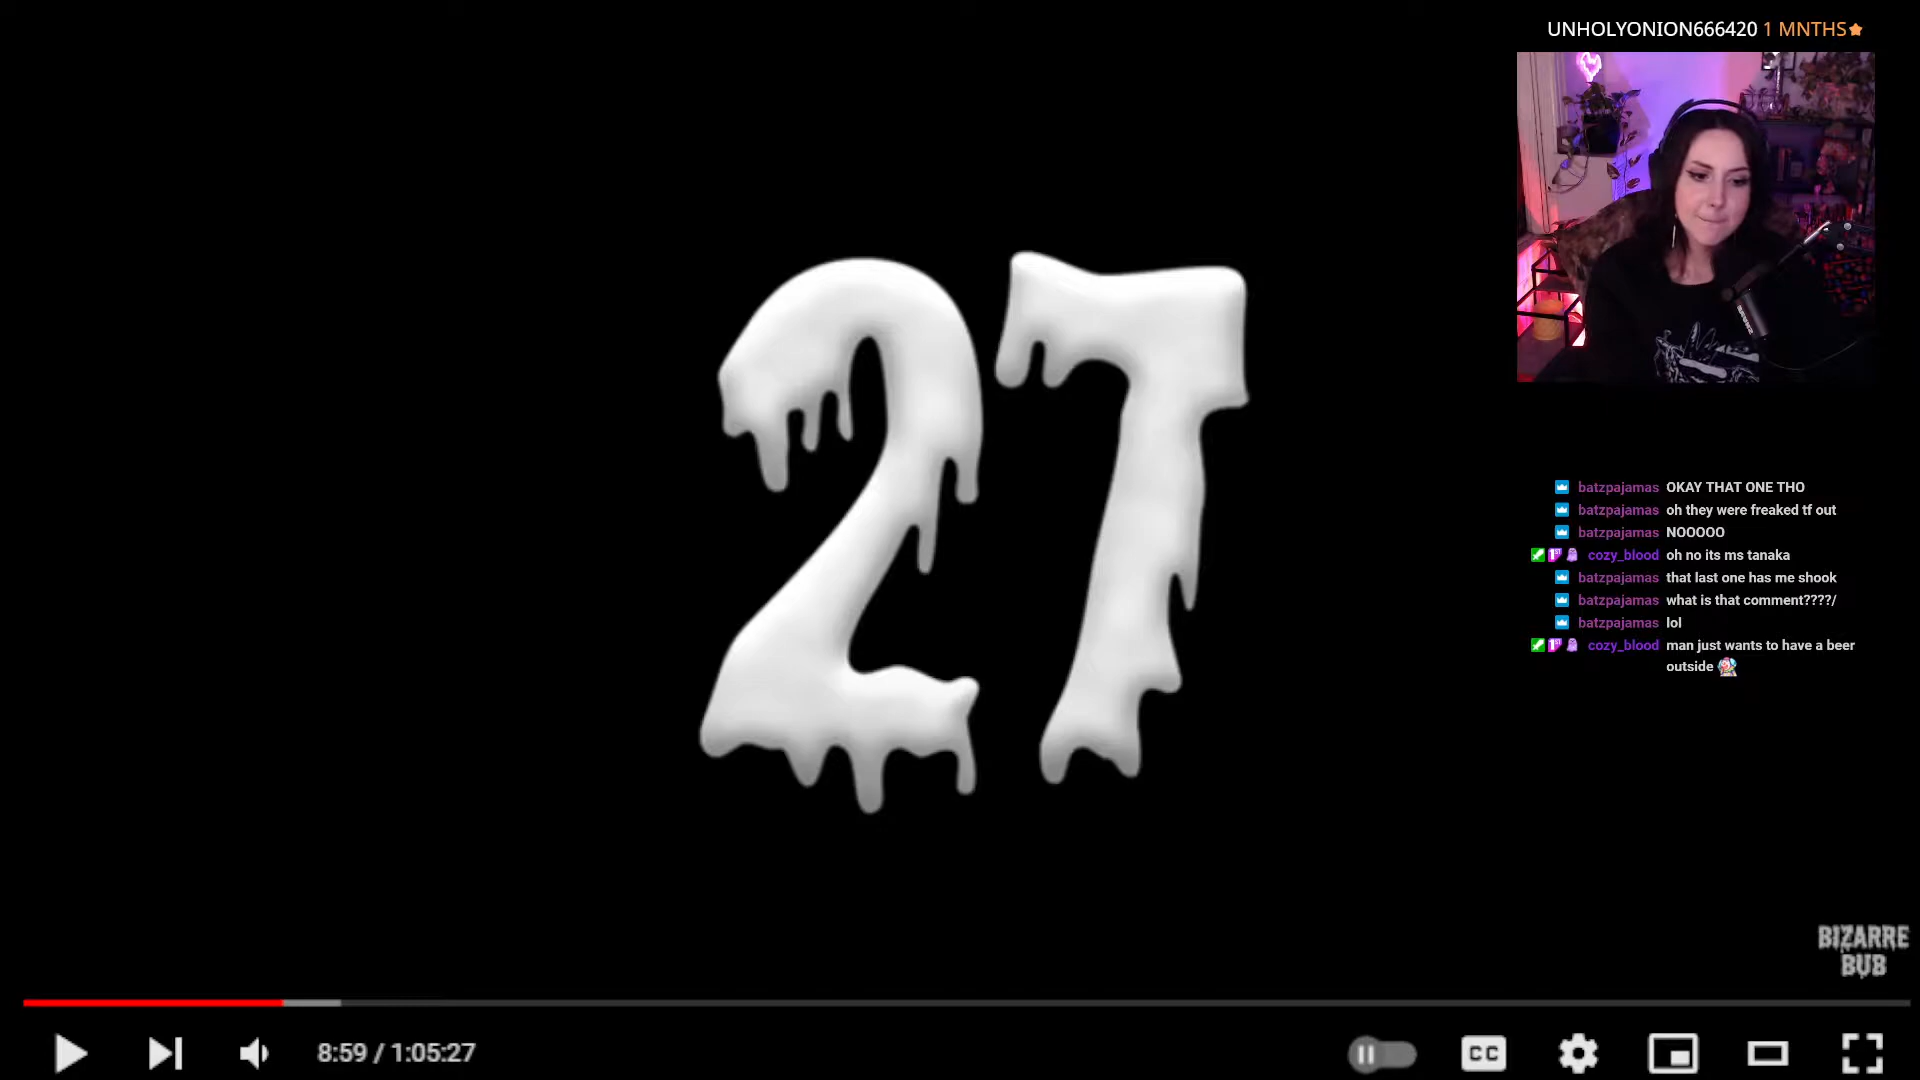 UNHOLYONION666420 1 MNTHS
27
batzpajamas OKAY THAT ONE THO
batzpajamas oh they were freaked tf out
batzpajamas NOOOOO
cozy_blood oh no its ms tanaka
batzpajamas that last one has me shook
batzpajamas what is that comment????/
batzpajamas lol
cozy_blood man just wants to have a beer
outside
BIZARRE
BUB
8:59 / 1:05:27
CC